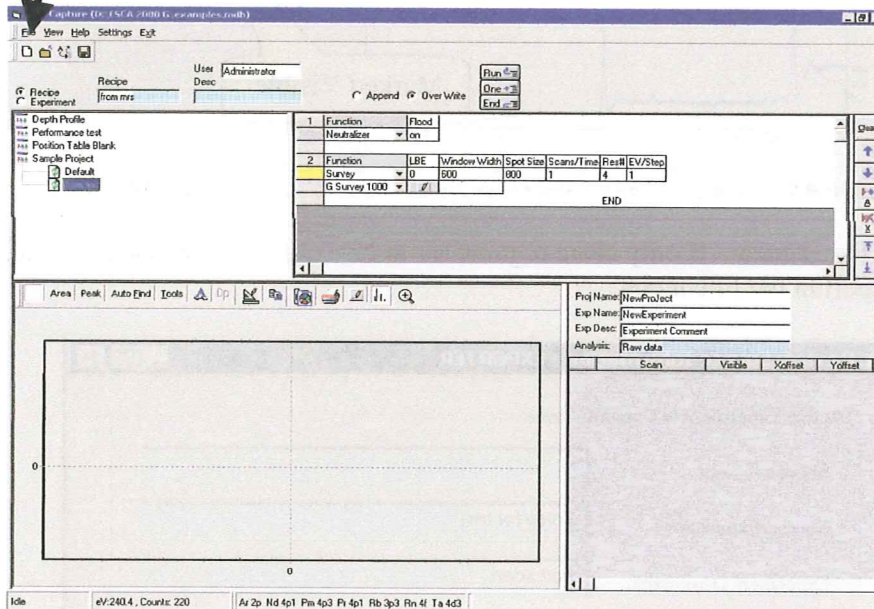 Capture (D: ESCA 2000 G_examples.mdb)
File View Help Settings Exit
User Administrator
Recipe Desc
Recipe
Experiment
from mrs
Append Over Write
Run
One
End
Depth Profile
Performance test
Position Table Blank
Sample Project
Default
1 Function Flood
Neutralizer on
2 Function LBE Window Width Spot Size Scans/Time Res# EV/Step
Survey 0 600 800 1 4 1
G Survey 1000
END
A
X
Area Peak Auto Find Tools Dp
Proj Name: NewProJect
Exp Name: NewExperiment
Exp Desc: Experiment Comment
Analysis: Raw data
Scan Visible Xoffset Yoffset
0
0
Idle eV:240.4 , Counts: 220 Ar 2p Nd 4p1 Pm 4p3 Pr 4p1 Rb 3p3 Rn 4f Ta 4d3